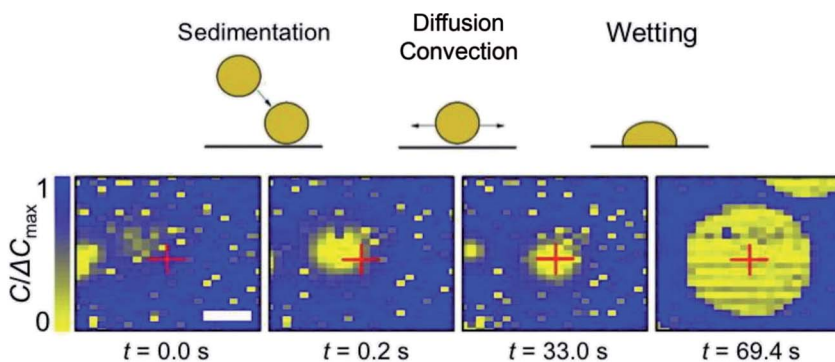 Sedimentation
Diffusion
Convection
Wetting
1
C/ΔCmax
0
t = 0.0 s
t = 0.2 s
t = 33.0 s
t = 69.4 s